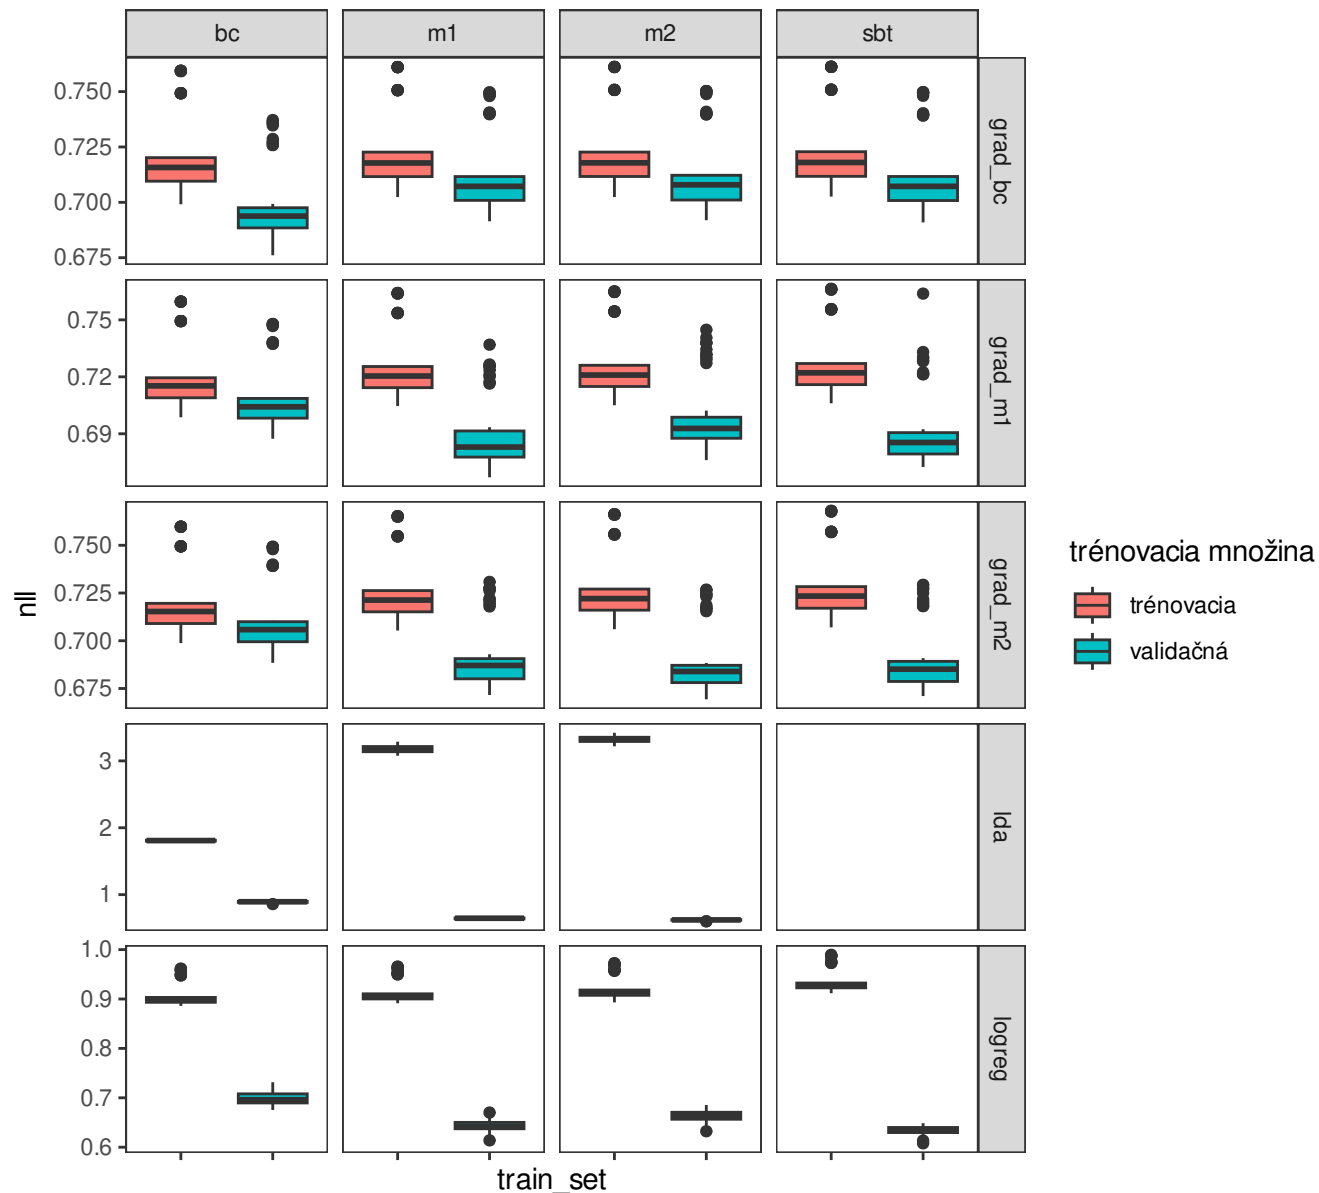 bc m1 m2 sbt
0.750
0.725
0.700
0.675
grad_bc
0.75
0.72
0.69
grad_m1
0.750
0.725
0.700
0.675
grad_m2
3
2
1
lda
1.0
0.9
0.8
0.7
0.6
logreg
nll
train_set
trénovacia množina
trénovacia
validačná